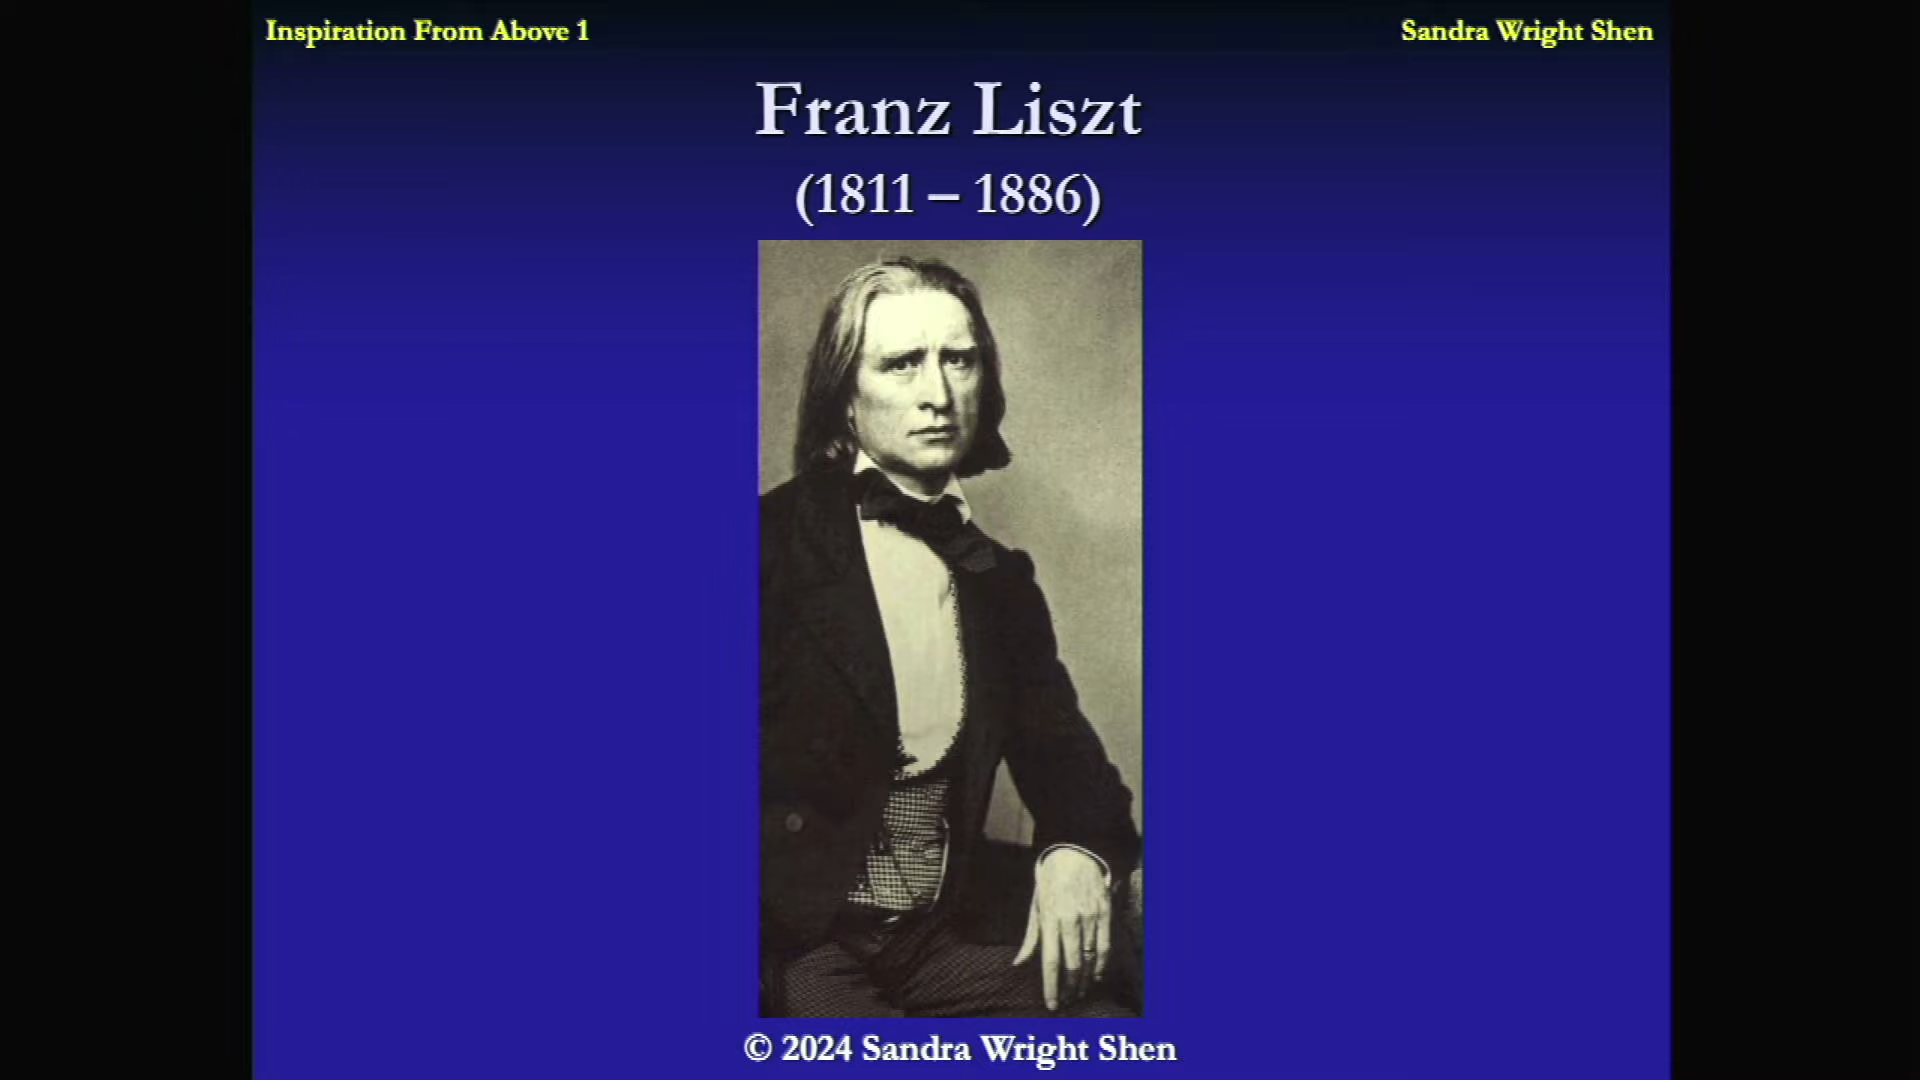 Inspiration From Above 1
Sandra Wright Shen
Franz Liszt
(1811 – 1886)
© 2024 Sandra Wright Shen